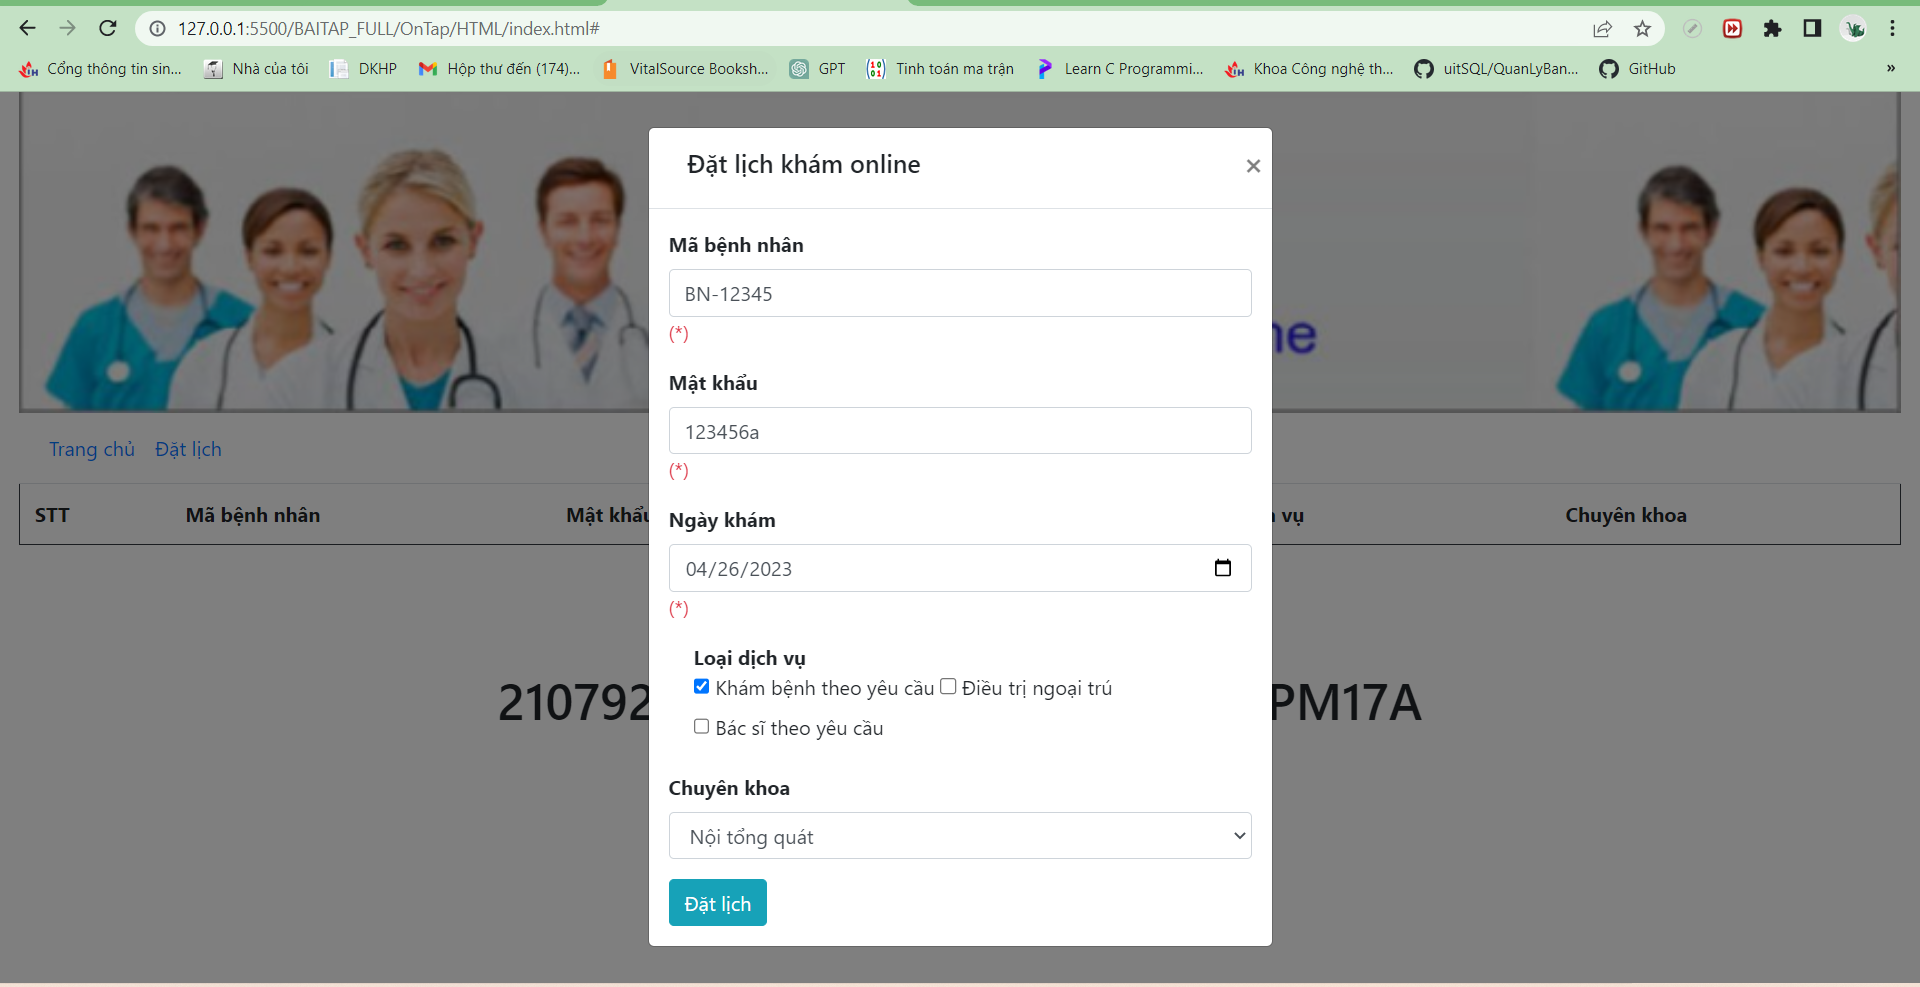 127.0.0.1:5500/BAITAP_FULL/OnTap/HTML/index.html#
Cổng thông tin sin... Nhà của tôi DKHP Hộp thư đến (174)... VitalSource Booksh... GPT Tinh toán ma trận Learn C Programmi... Khoa Công nghệ th... uitSQL/QuanLyBan... GitHub »
Đặt lịch khám online ×
Mã bệnh nhân
BN-12345
(*)
Mật khẩu
123456a
(*)
Ngày khám
04/26/2023
(*)
Loại dịch vụ
Khám bệnh theo yêu cầu Điều trị ngoại trú
Bác sĩ theo yêu cầu
Chuyên khoa
Nội tổng quát
Đặt lịch
Trang chủ Đặt lịch
STT Mã bệnh nhân Mật khẩu vụ Chuyên khoa
210792 PM17A